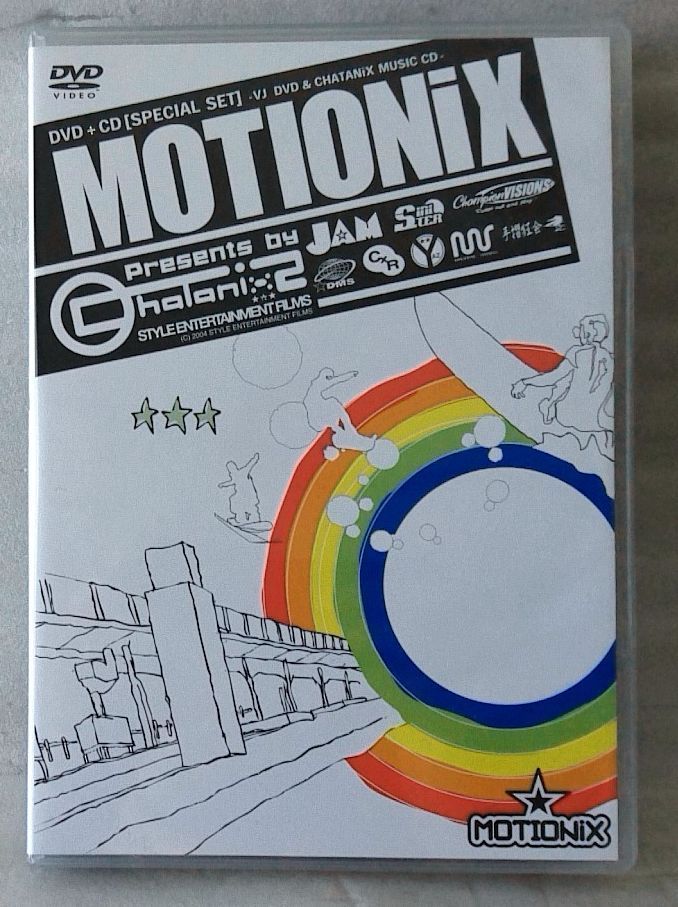 DVD
VIDEO
DVD + CD [SPECIAL SET] -VJ DVD & CHATANiX MUSIC CD-
MOTIONiX
presents by
Chatanix2
STYLE ENTERTAINMENT FILMS
(C) 2004 STYLE ENTERTAINMENT FILMS
JAM
ChampionVISIONS
DMS
C+R
MOTIONiX